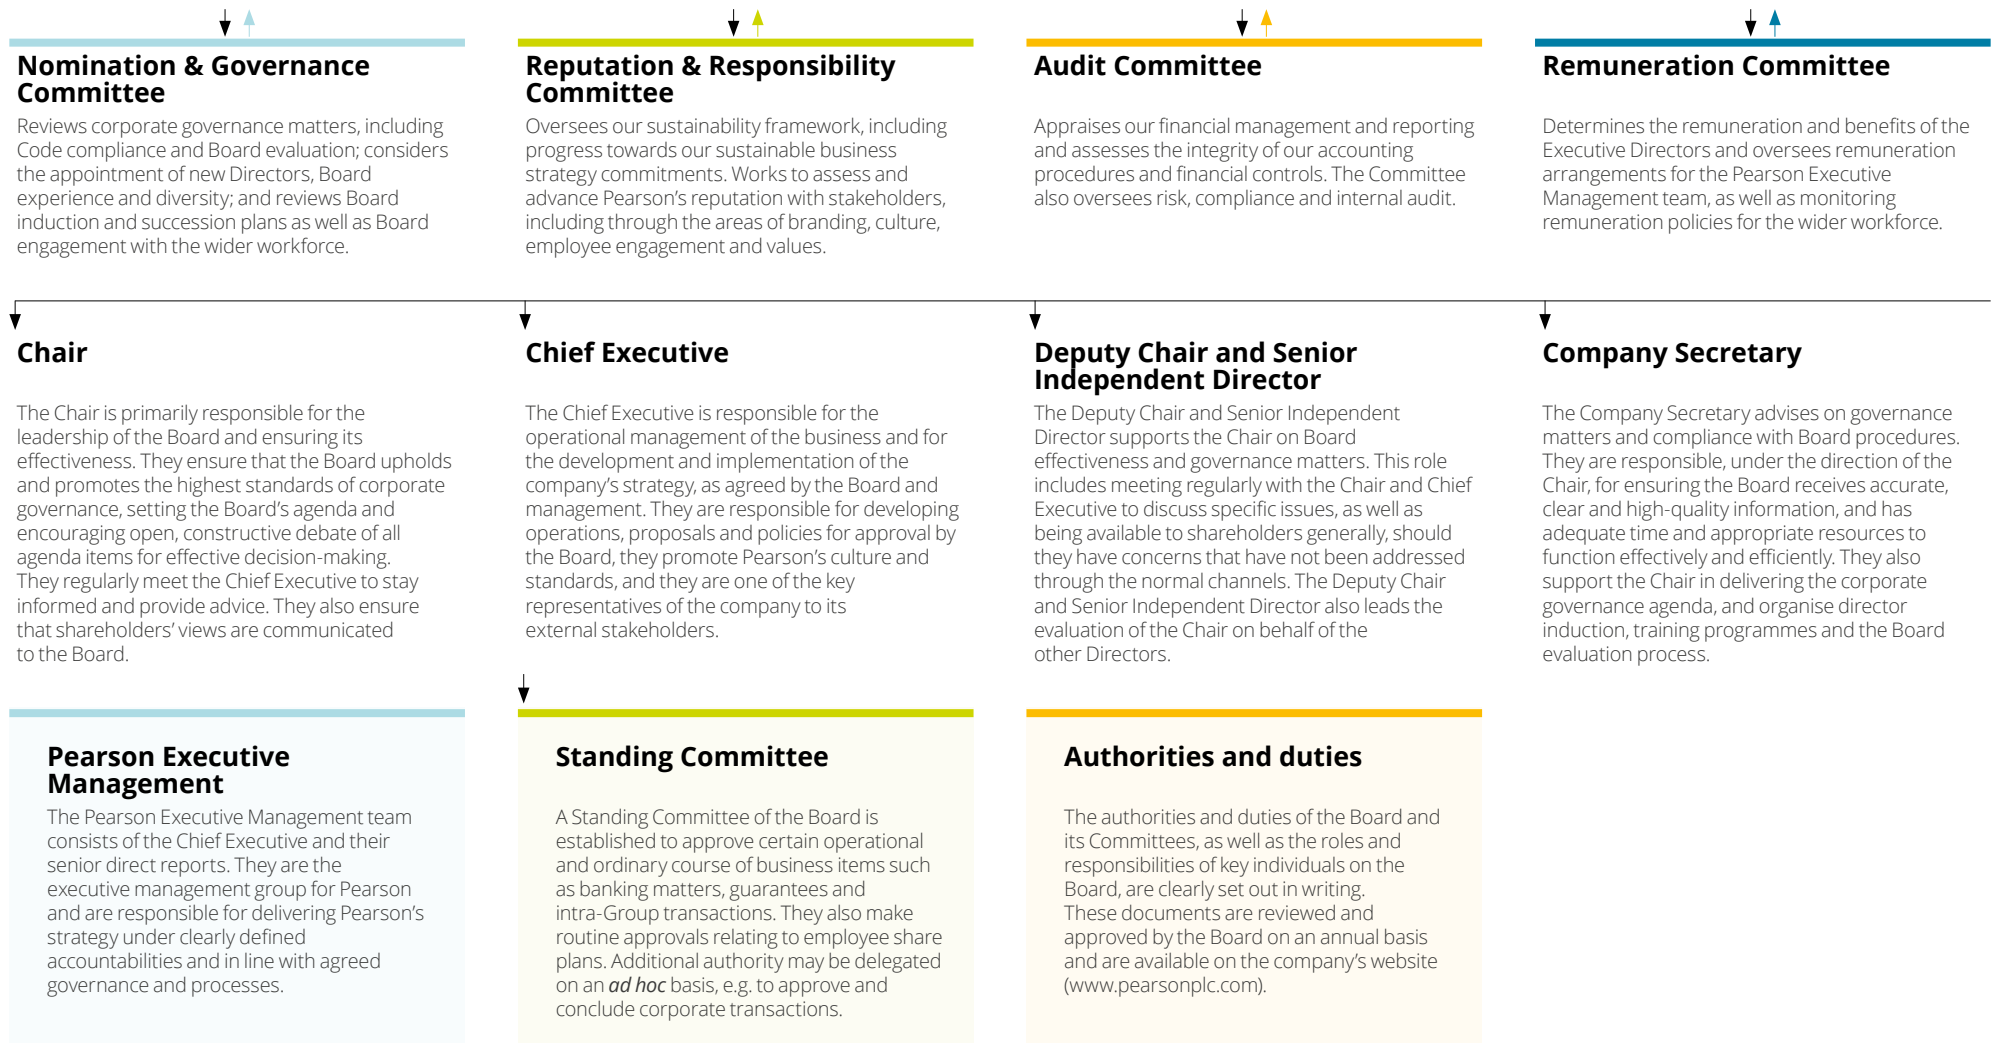 Nomination & Governance
Committee
Reviews corporate governance matters, including
Code compliance and Board evaluation; considers
the appointment of new Directors, Board
experience and diversity; and reviews Board
induction and succession plans as well as Board
engagement with the wider workforce.
Reputation & Responsibility
Committee
Oversees our sustainability framework, including
progress towards our sustainable business
strategy commitments. Works to assess and
advance Pearson’s reputation with stakeholders,
including through the areas of branding, culture,
employee engagement and values.
Audit Committee
Appraises our financial management and reporting
and assesses the integrity of our accounting
procedures and financial controls. The Committee
also oversees risk, compliance and internal audit.
Remuneration Committee
Determines the remuneration and benefits of the
Executive Directors and oversees remuneration
arrangements for the Pearson Executive
Management team, as well as monitoring
remuneration policies for the wider workforce.
Chair
The Chair is primarily responsible for the
leadership of the Board and ensuring its
effectiveness. They ensure that the Board upholds
and promotes the highest standards of corporate
governance, setting the Board’s agenda and
encouraging open, constructive debate of all
agenda items for effective decision-making.
They regularly meet the Chief Executive to stay
informed and provide advice. They also ensure
that shareholders’ views are communicated
to the Board.
Chief Executive
The Chief Executive is responsible for the
operational management of the business and for
the development and implementation of the
company’s strategy, as agreed by the Board and
management. They are responsible for developing
operations, proposals and policies for approval by
the Board, they promote Pearson’s culture and
standards, and they are one of the key
representatives of the company to its
external stakeholders.
Deputy Chair and Senior
Independent Director
The Deputy Chair and Senior Independent
Director supports the Chair on Board
effectiveness and governance matters. This role
includes meeting regularly with the Chair and Chief
Executive to discuss specific issues, as well as
being available to shareholders generally, should
they have concerns that have not been addressed
through the normal channels. The Deputy Chair
and Senior Independent Director also leads the
evaluation of the Chair on behalf of the
other Directors.
Company Secretary
The Company Secretary advises on governance
matters and compliance with Board procedures.
They are responsible, under the direction of the
Chair, for ensuring the Board receives accurate,
clear and high-quality information, and has
adequate time and appropriate resources to
function effectively and efficiently. They also
support the Chair in delivering the corporate
governance agenda, and organise director
induction, training programmes and the Board
evaluation process.
Pearson Executive
Management
The Pearson Executive Management team
consists of the Chief Executive and their
senior direct reports. They are the
executive management group for Pearson
and are responsible for delivering Pearson’s
strategy under clearly defined
accountabilities and in line with agreed
governance and processes.
Standing Committee
A Standing Committee of the Board is
established to approve certain operational
and ordinary course of business items such
as banking matters, guarantees and
intra-Group transactions. They also make
routine approvals relating to employee share
plans. Additional authority may be delegated
on an ad hoc basis, e.g. to approve and
conclude corporate transactions.
Authorities and duties
The authorities and duties of the Board and
its Committees, as well as the roles and
responsibilities of key individuals on the
Board, are clearly set out in writing.
These documents are reviewed and
approved by the Board on an annual basis
and are available on the company’s website
(www.pearsonplc.com).